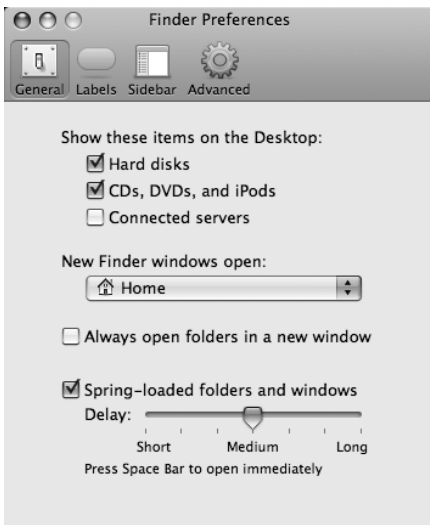 Finder Preferences
General Labels Sidebar Advanced
Show these items on the Desktop:
Hard disks
CDs, DVDs, and iPods
Connected servers
New Finder windows open:
Home
Always open folders in a new window
Spring-loaded folders and windows
Delay:
Short Medium Long
Press Space Bar to open immediately